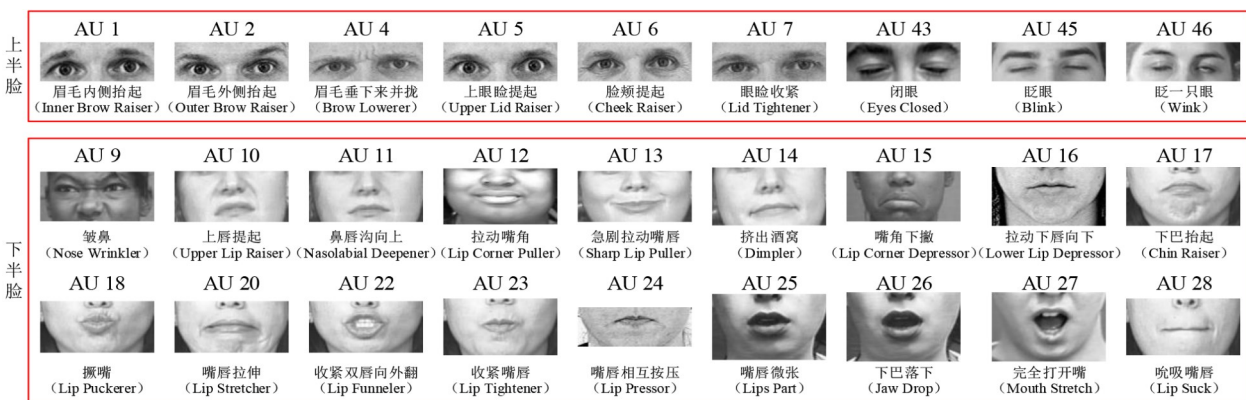 上半脸
AU 1 AU 2 AU 4 AU 5 AU 6 AU 7 AU 43 AU 45 AU 46
眉毛内侧抬起 眉毛外侧抬起 眉毛垂下来并拢 上眼睑提起 脸颊提起 眼睑收紧 闭眼 眨眼 眨一只眼
(Inner Brow Raiser) (Outer Brow Raiser) (Brow Lowerer) (Upper Lid Raiser) (Cheek Raiser) (Lid Tightener) (Eyes Closed) (Blink) (Wink)
下半脸
AU 9 AU 10 AU 11 AU 12 AU 13 AU 14 AU 15 AU 16 AU 17
皱鼻 上唇提起 鼻唇沟向上 拉动嘴角 急剧拉动嘴唇 挤出酒窝 嘴角下撇 拉动下唇向下 下巴抬起
(Nose Wrinkler) (Upper Lip Raiser) (Nasolabial Deepener) (Lip Corner Puller) (Sharp Lip Puller) (Dimpler) (Lip Corner Depressor) (Lower Lip Depressor) (Chin Raiser)
AU 18 AU 20 AU 22 AU 23 AU 24 AU 25 AU 26 AU 27 AU 28
撅嘴 嘴唇拉伸 收紧双唇向外翻 收紧嘴唇 嘴唇相互按压 嘴唇微张 下巴落下 完全打开嘴 吮吸嘴唇
(Lip Puckerer) (Lip Stretcher) (Lip Funneler) (Lip Tightener) (Lip Pressor) (Lips Part) (Jaw Drop) (Mouth Stretch) (Lip Suck)